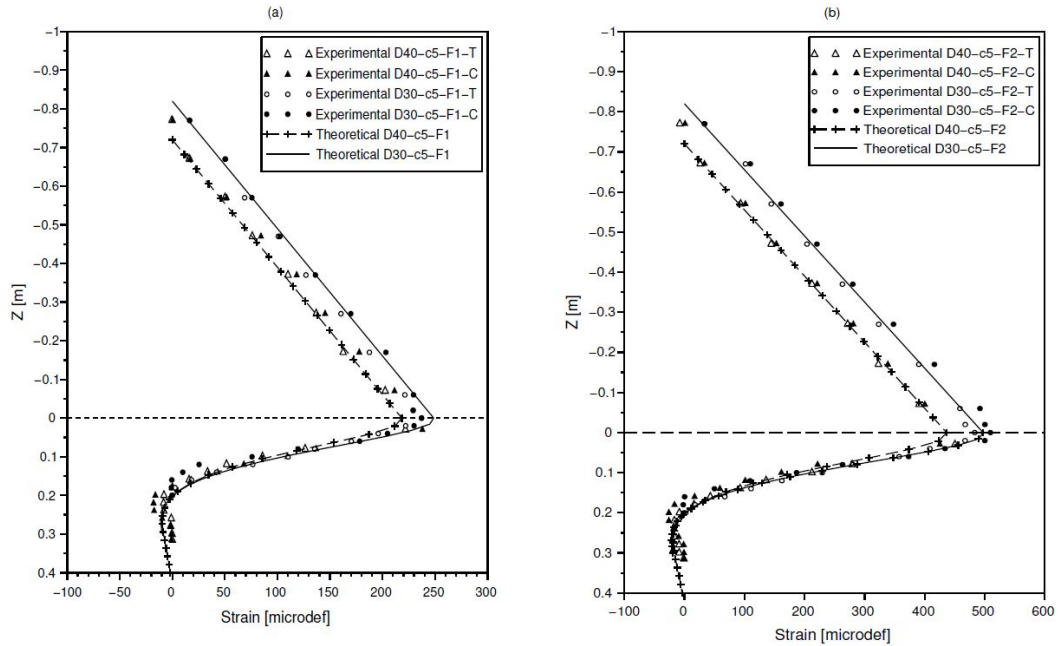 (a)
−1
−0.9
−0.8
−0.7
−0.6
−0.5
−0.4
−0.3
−0.2
−0.1
0
0.1
0.2
0.3
0.4
Z [m]
Experimental D40−c5−F1−T
Experimental D40−c5−F1−C
Experimental D30−c5−F1−T
Experimental D30−c5−F1−C
Theoretical D40−c5−F1
Theoretical D30−c5−F1
−100 −50 0 50 100 150 200 250 300
Strain [microdef]
(b)
−1
−0.9
−0.8
−0.7
−0.6
−0.5
−0.4
−0.3
−0.2
−0.1
0
0.1
0.2
0.3
0.4
Z [m]
Experimental D40−c5−F2−T
Experimental D40−c5−F2−C
Experimental D30−c5−F2−T
Experimental D30−c5−F2−C
Theoretical D40−c5−F2
Theoretical D30−c5−F2
−100 0 100 200 300 400 500 600
Strain [microdef]